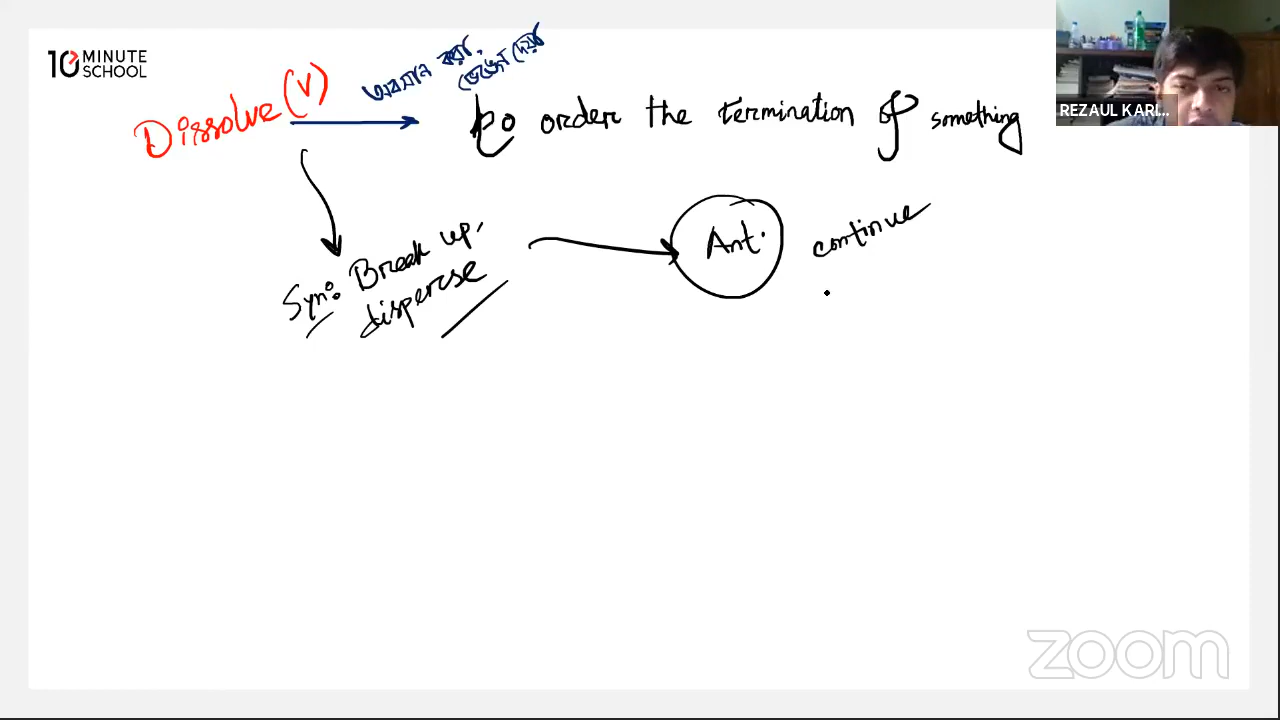 10 MINUTE SCHOOL
REZAUL KARI...
অবসান করা,
ভেঙ্গে দেয়া
Dissolve (v)
to order the termination of something
Syn: Break up,
disperse
Ant. continue
zoom